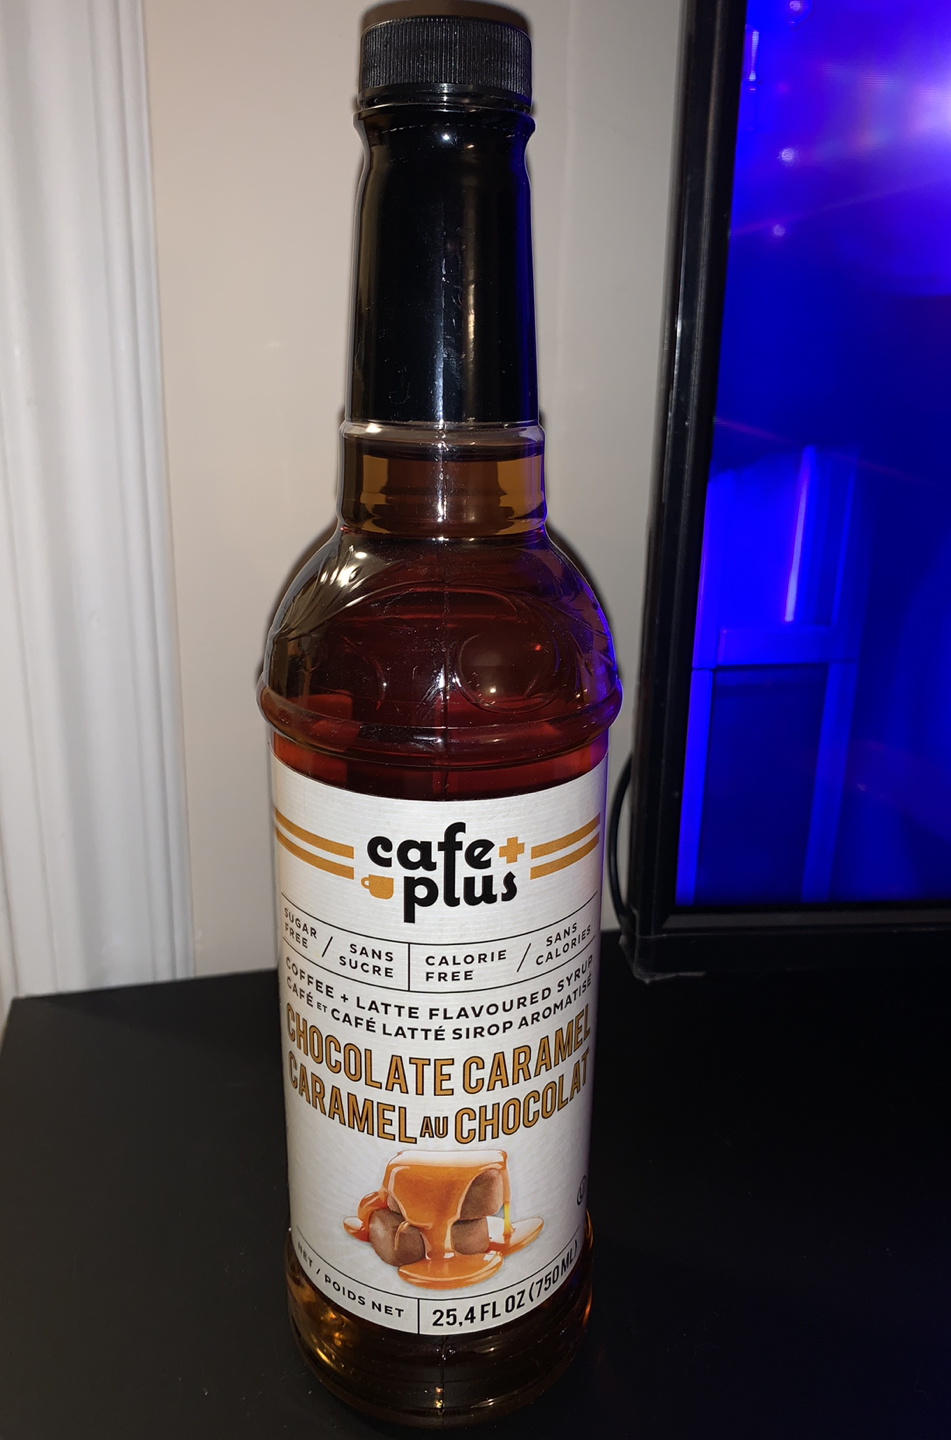 cafe+
plus
SUGAR FREE / SANS SUCRE
CALORIE FREE / SANS CALORIES
COFFEE + LATTE FLAVOURED SYRUP
CAFÉ ET CAFÉ LATTÉ SIROP AROMATISÉ
CHOCOLATE CARAMEL
CARAMEL AU CHOCOLAT
NET / POIDS NET
25,4 FL OZ (750 ML)